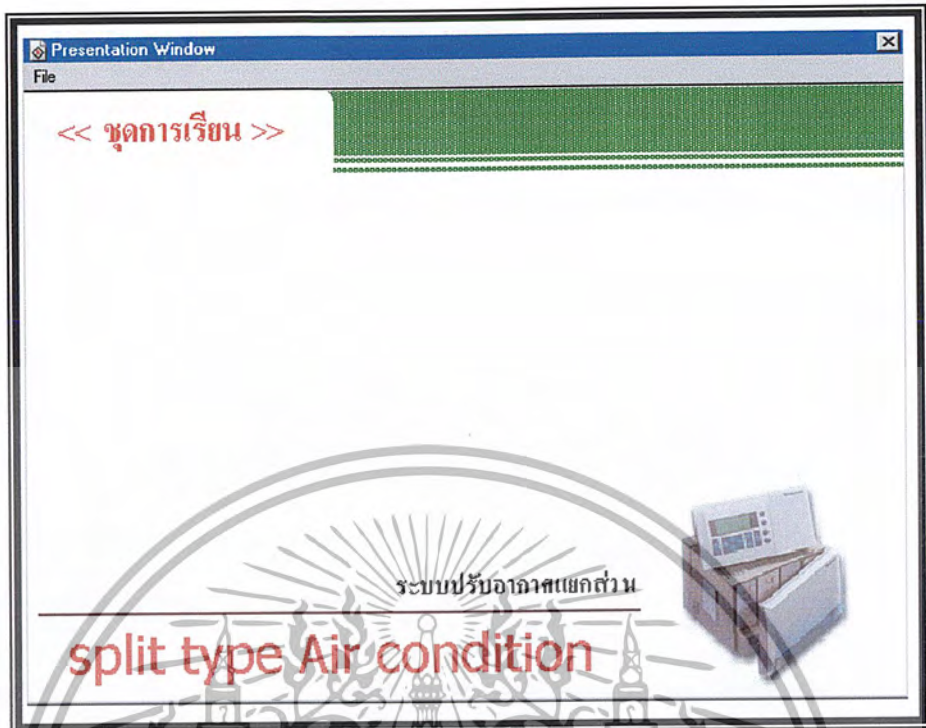 Presentation Window
File
<< ชุดการเรียน >>
ระบบปรับอากาศแยกส่วน
split type Air condition